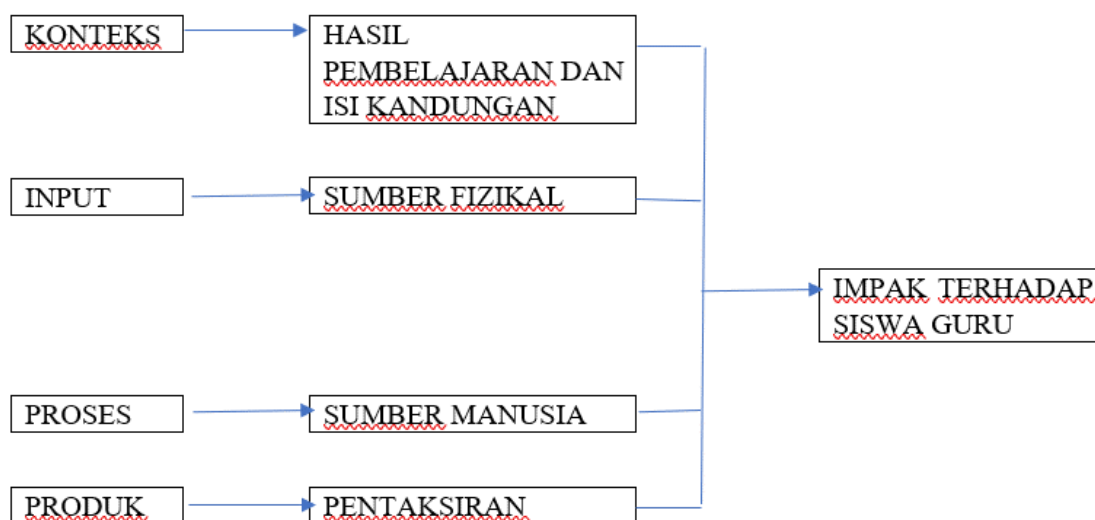 KONTEKS
HASIL
PEMBELAJARAN DAN
ISI KANDUNGAN
INPUT
SUMBER FIZIKAL
IMPAK TERHADAP
SISWA GURU
PROSES
SUMBER MANUSIA
PRODUK
PENTAKSIRAN